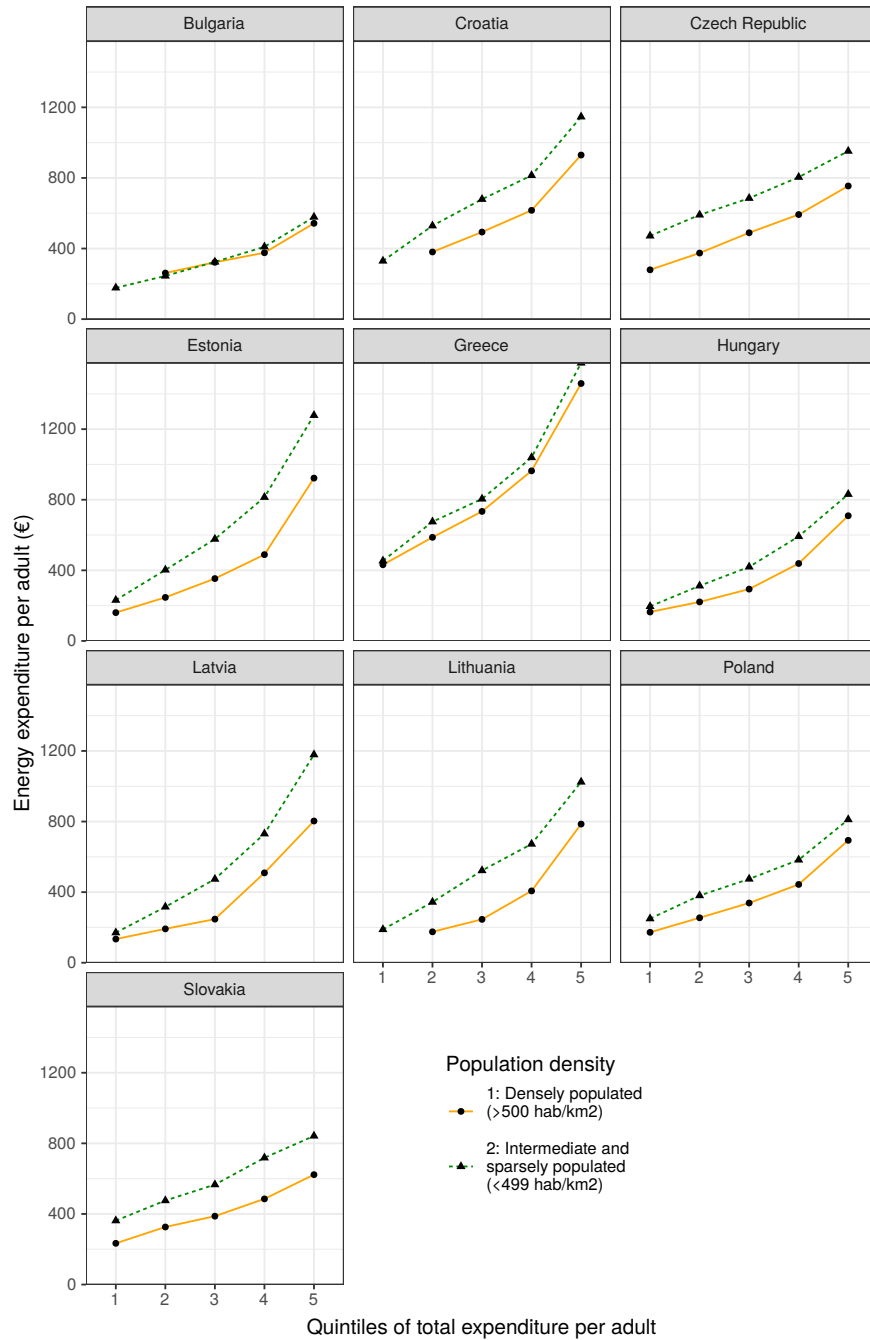 Bulgaria
Croatia
Czech Republic
1200
800
400
0
Estonia
Greece
Hungary
1200
800
400
0
Latvia
Lithuania
Poland
1200
800
400
0
1 2 3 4 5
1 2 3 4 5
Slovakia
1200
800
400
0
1 2 3 4 5
Energy expenditure per adult (€)
Quintiles of total expenditure per adult
Population density
1: Densely populated
(>500 hab/km2)
2: Intermediate and
sparsely populated
(<499 hab/km2)